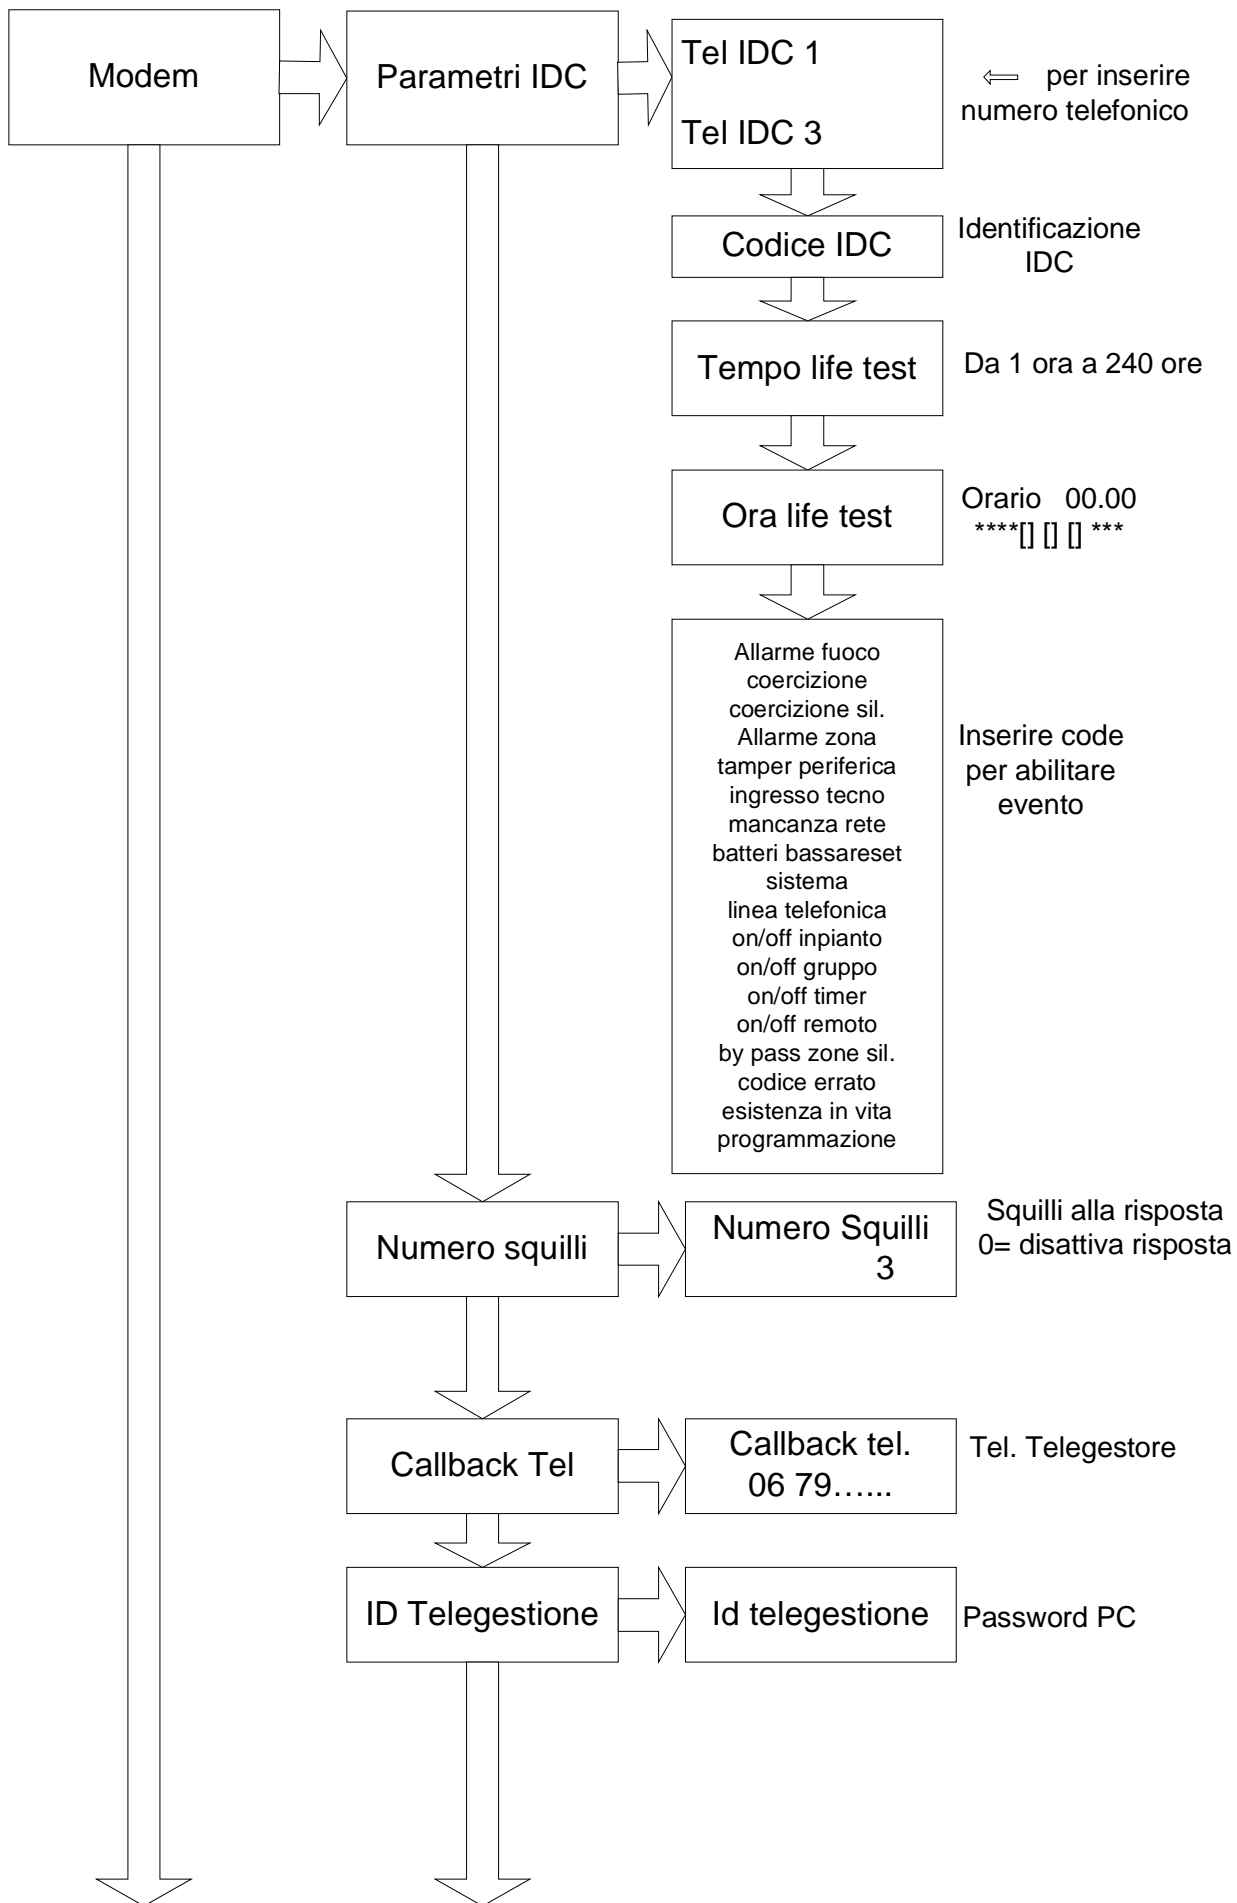 Modem
Parametri IDC
Tel IDC 1
Tel IDC 3
⇐ per inserire
numero telefonico
Codice IDC
Identificazione
IDC
Tempo life test
Da 1 ora a 240 ore
Ora life test
Orario 00.00
****[] [] [] ***
Allarme fuoco
coercizione
coercizione sil.
Allarme zona
tamper periferica
ingresso tecno
mancanza rete
batteri bassareset
sistema
linea telefonica
on/off inpianto
on/off gruppo
on/off timer
on/off remoto
by pass zone sil.
codice errato
esistenza in vita
programmazione
Inserire code
per abilitare
evento
Numero squilli
Numero Squilli
3
Squilli alla risposta
0= disattiva risposta
Callback Tel
Callback tel.
06 79…...
Tel. Telegestore
ID Telegestione
Id telegestione
Password PC